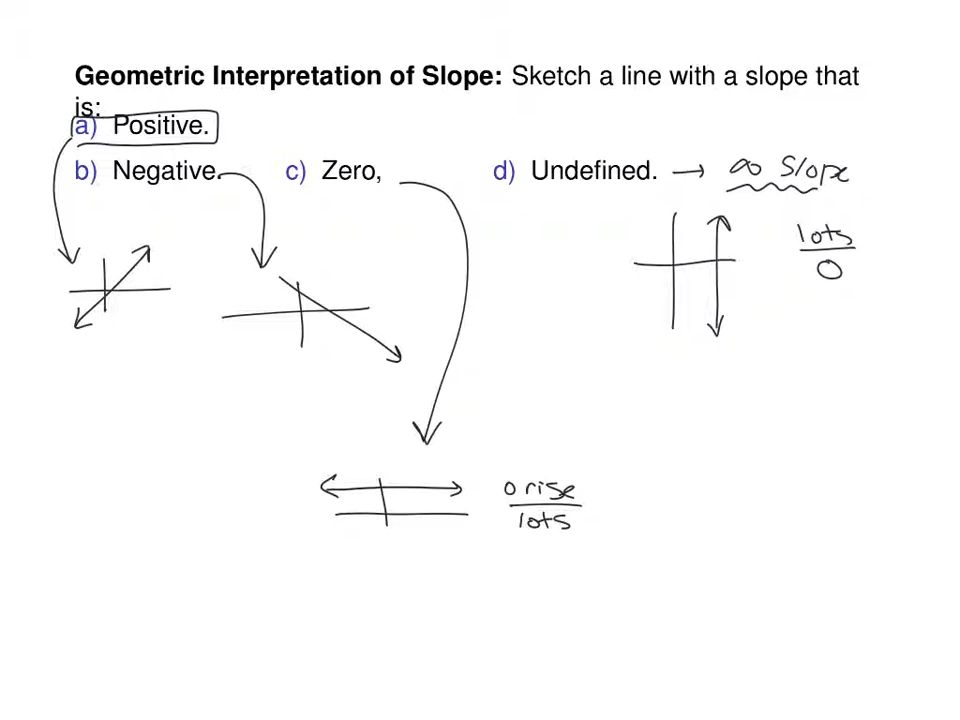 Geometric Interpretation of Slope: Sketch a line with a slope that
is:
a) Positive.
b) Negative. c) Zero, d) Undefined. → ∞ Slope
lots
0
0 rise
lots